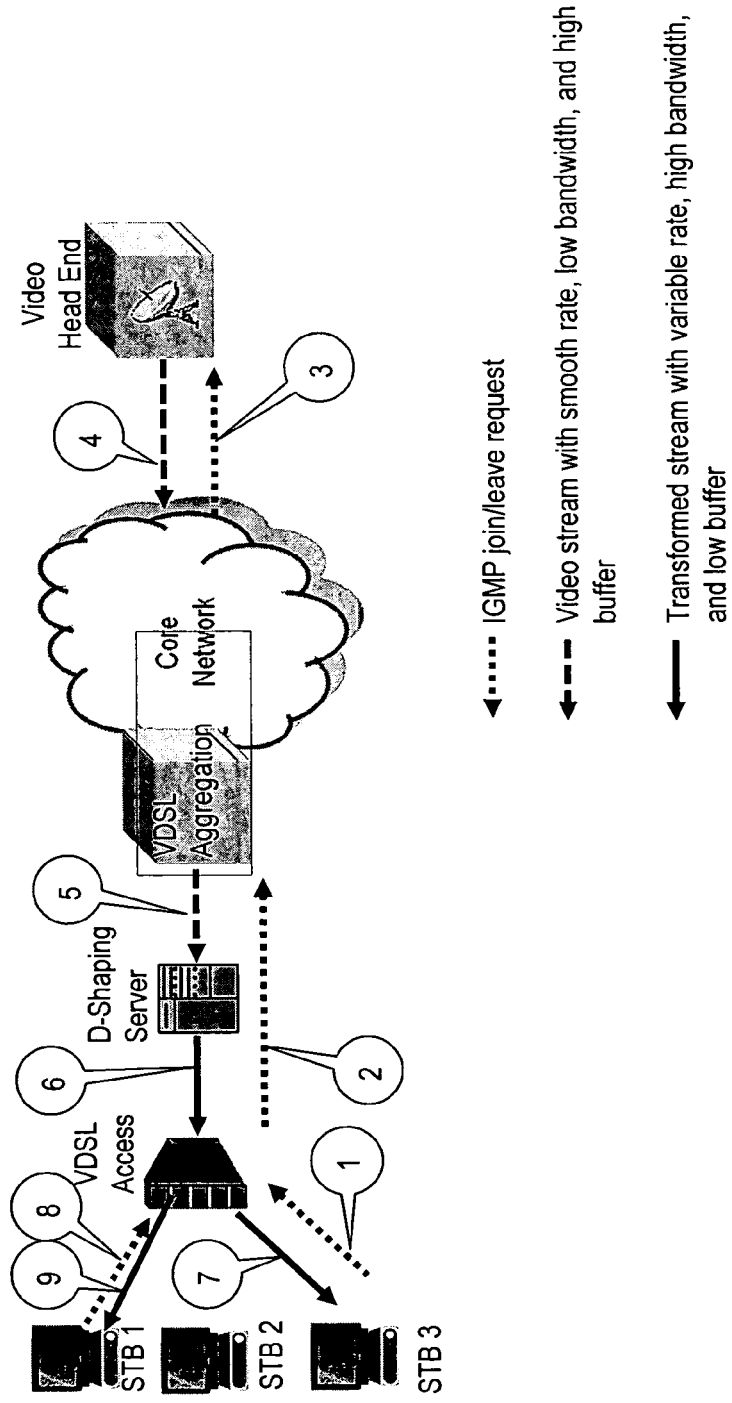 Video
Head End
4
3
Core
Network
VDSL
Aggregation
5
D-Shaping
Server
6
2
VDSL
Access
8
9
7
1
STB 1
STB 2
STB 3
IGMP join/leave request
Video stream with smooth rate, low bandwidth, and high
buffer
Transformed stream with variable rate, high bandwidth,
and low buffer